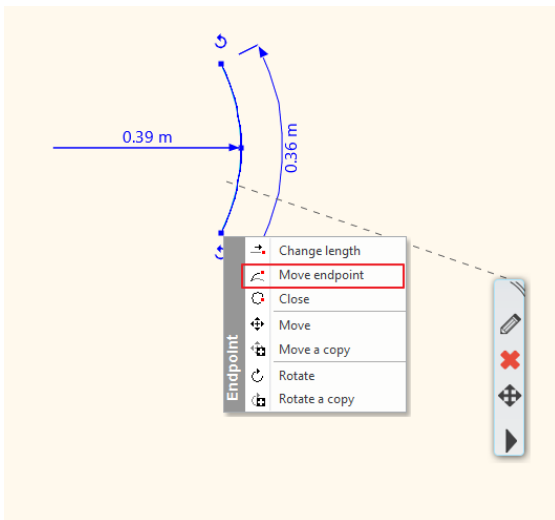 0.39 m
0.36 m
Endpoint
Change length
Move endpoint
Close
Move
Move a copy
Rotate
Rotate a copy